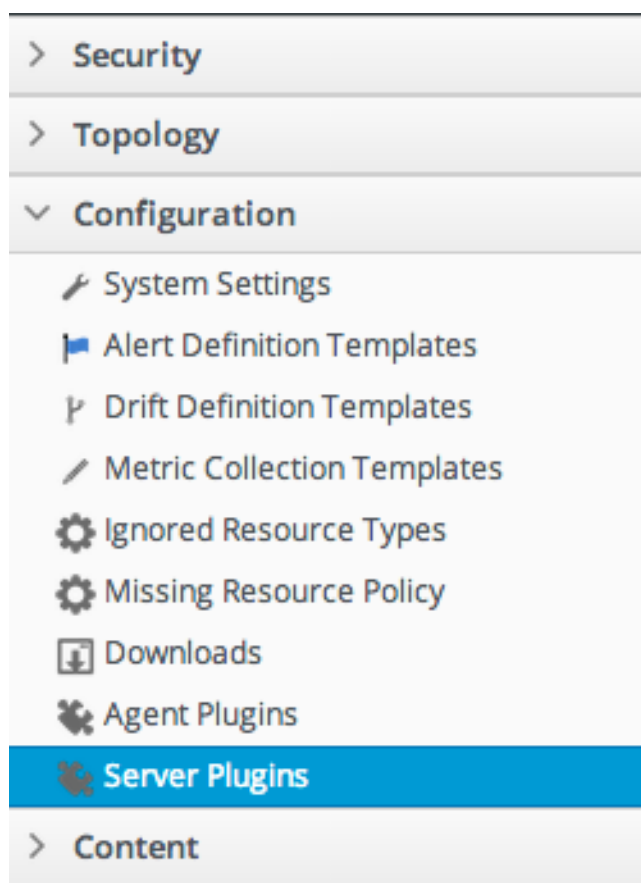 Security
Topology
Configuration
System Settings
Alert Definition Templates
Drift Definition Templates
Metric Collection Templates
Ignored Resource Types
Missing Resource Policy
Downloads
Agent Plugins
Server Plugins
Content